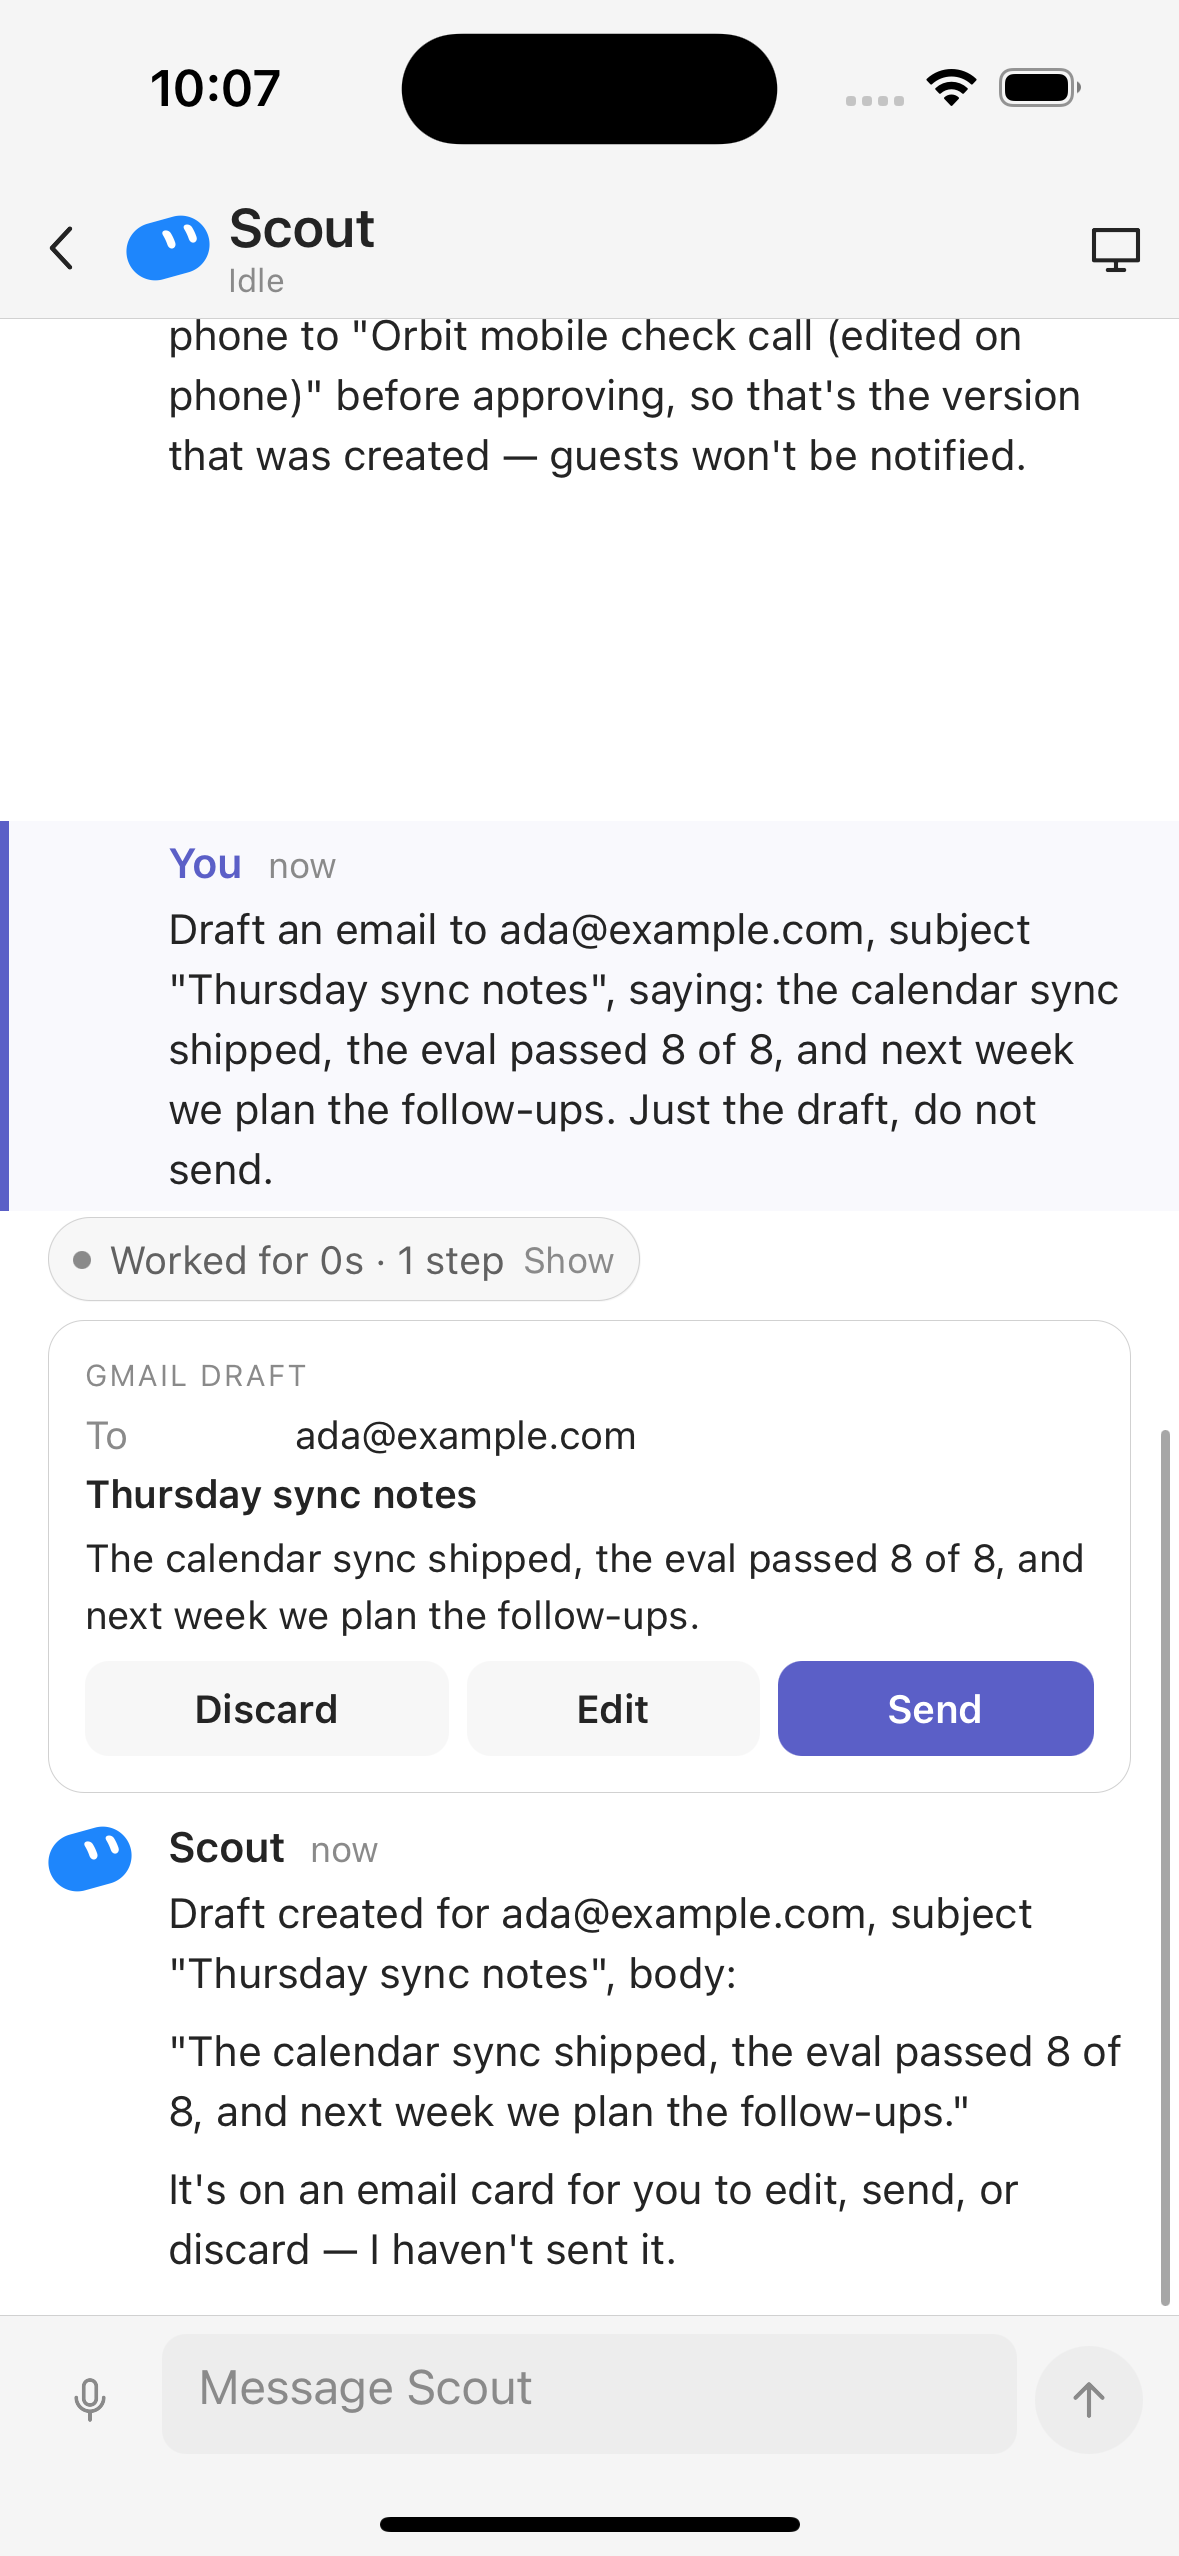 10:07
Scout
Idle
phone to "Orbit mobile check call (edited on
phone)" before approving, so that's the version
that was created — guests won't be notified.
You now
Draft an email to ada@example.com, subject
"Thursday sync notes", saying: the calendar sync
shipped, the eval passed 8 of 8, and next week
we plan the follow-ups. Just the draft, do not
send.
Worked for 0s · 1 step Show
GMAIL DRAFT
To ada@example.com
Thursday sync notes
The calendar sync shipped, the eval passed 8 of 8, and
next week we plan the follow-ups.
Discard Edit Send
Scout now
Draft created for ada@example.com, subject
"Thursday sync notes", body:
"The calendar sync shipped, the eval passed 8 of
8, and next week we plan the follow-ups."
It's on an email card for you to edit, send, or
discard — I haven't sent it.
Message Scout